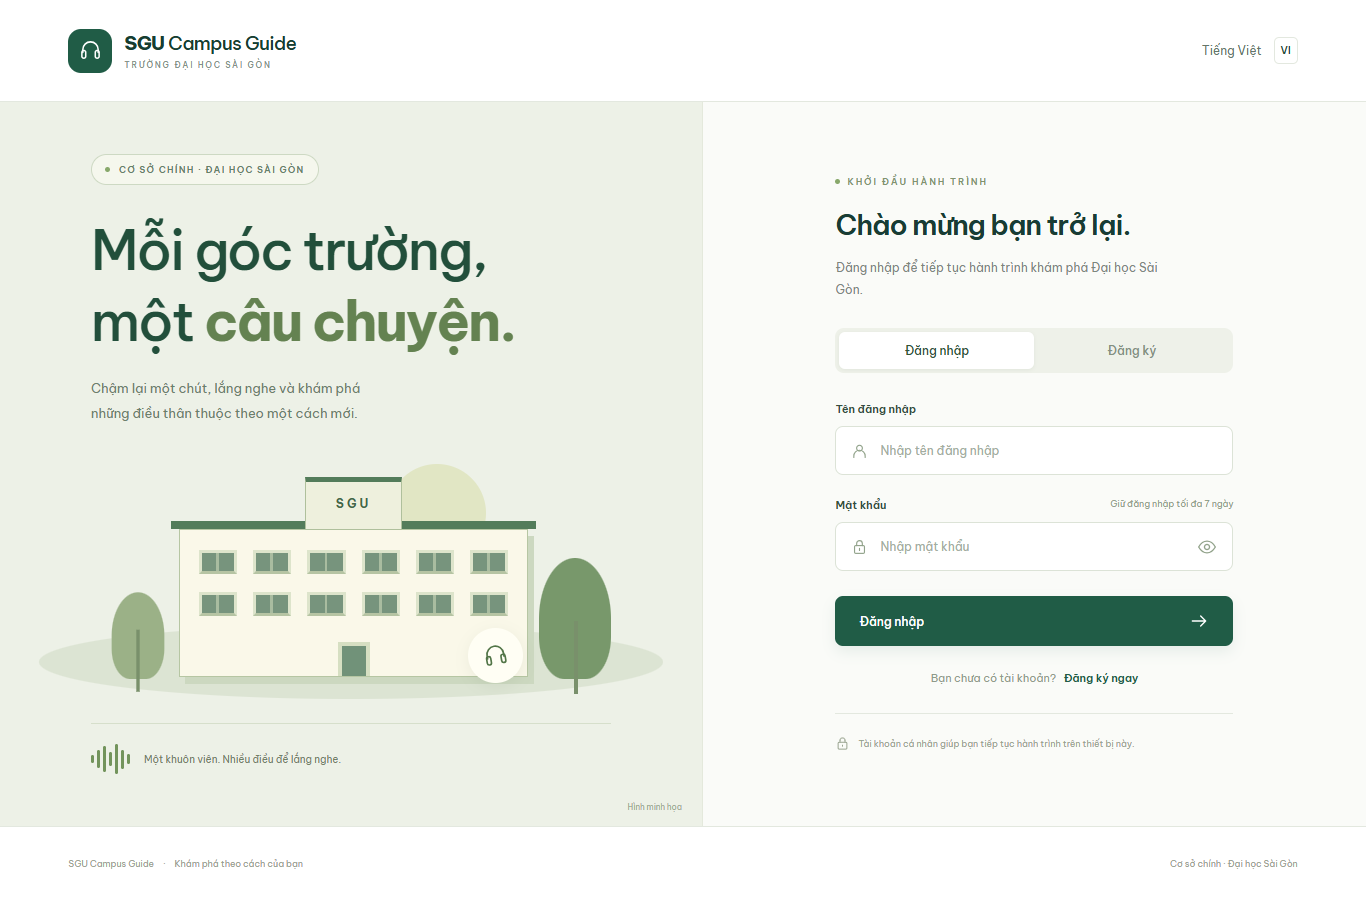 SGU Campus Guide
TRƯỜNG ĐẠI HỌC SÀI GÒN
Tiếng Việt
VI
CƠ SỞ CHÍNH · ĐẠI HỌC SÀI GÒN
Mỗi góc trường,
một câu chuyện.
Chậm lại một chút, lắng nghe và khám phá
những điều thân thuộc theo một cách mới.
SGU
Một khuôn viên. Nhiều điều để lắng nghe.
Hình minh họa
KHỞI ĐẦU HÀNH TRÌNH
Chào mừng bạn trở lại.
Đăng nhập để tiếp tục hành trình khám phá Đại học Sài
Gòn.
Đăng nhập
Đăng ký
Tên đăng nhập
Nhập tên đăng nhập
Mật khẩu
Giữ đăng nhập tối đa 7 ngày
Nhập mật khẩu
Đăng nhập
Bạn chưa có tài khoản? Đăng ký ngay
Tài khoản cá nhân giúp bạn tiếp tục hành trình trên thiết bị này.
SGU Campus Guide · Khám phá theo cách của bạn
Cơ sở chính · Đại học Sài Gòn